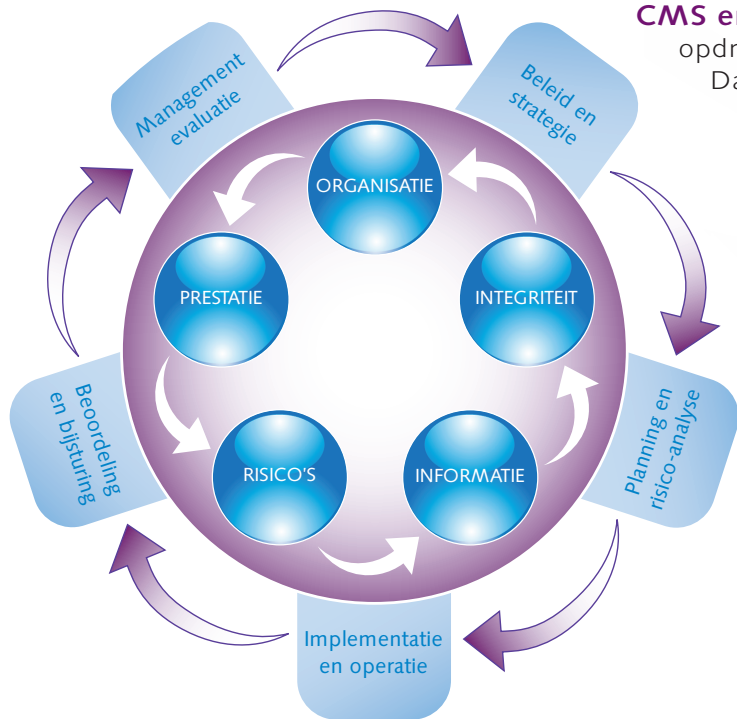 CMS en
opdr
Da
Management
evaluatie
Beleid en
strategie
ORGANISATIE
PRESTATIE
INTEGRITEIT
RISICO'S
INFORMATIE
Beoordeling
en bijsturing
Planning en
risico-analyse
Implementatie
en operatie